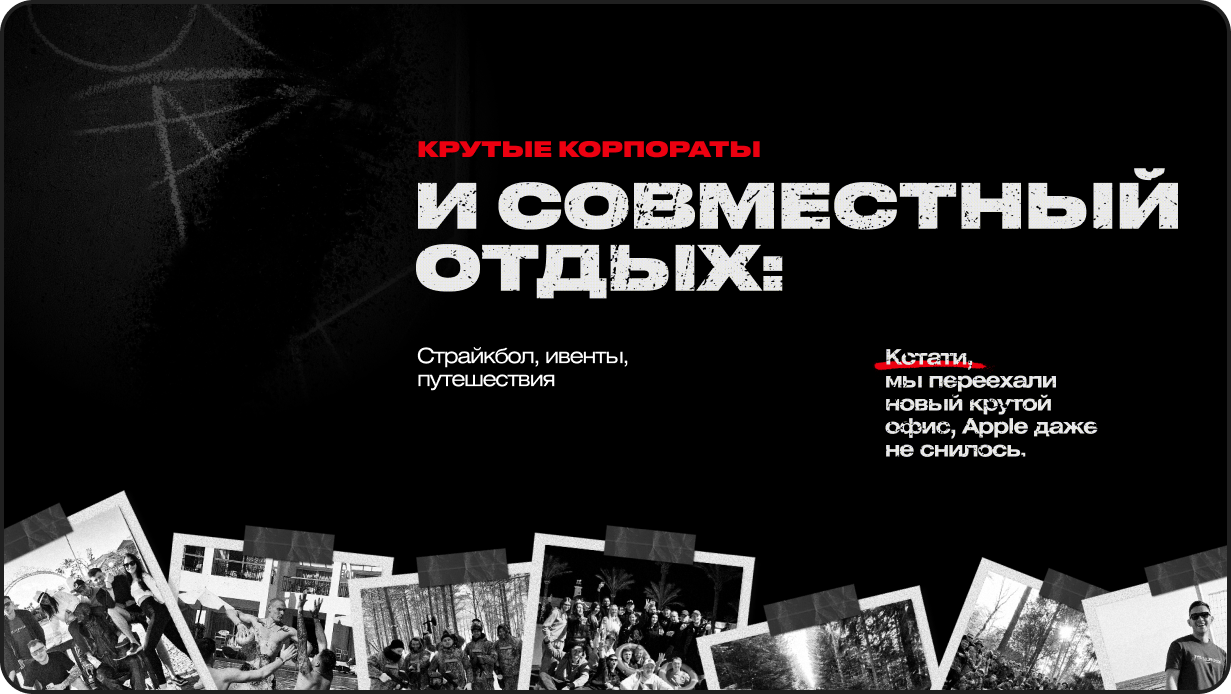 КРУТЫЕ КОРПОРАТЫ
И СОВМЕСТНЫЙ
ОТДЫХ:
Страйкбол, ивенты,
путешествия
Кстати,
мы переехали
новый крутой
офис, Apple даже
не снилось.